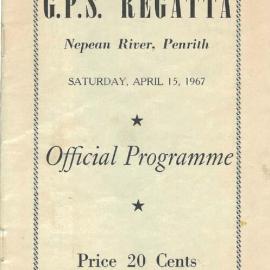 G.P.S. REGATTA
Nepean River, Penrith
SATURDAY, APRIL 15, 1967
Official Programme
Price 20 Cents